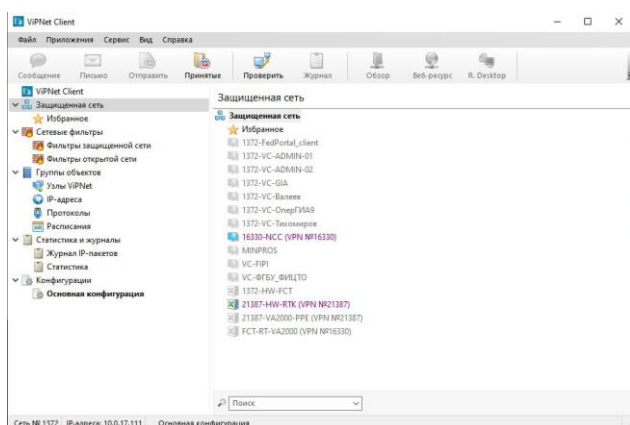 ViPNet Client
Файл Приложения Сервис Вид Справка
Сообщение Письмо Отправить Принятые Проверить Журнал Обзор Веб-ресурс R. Desktop
ViPNet Client
Защищенная сеть
Избранное
Сетевые фильтры
Фильтры защищенной сети
Фильтры открытой сети
Группы объектов
Узлы ViPNet
IP-адреса
Протоколы
Расписания
Статистика и журналы
Журнал IP-пакетов
Статистика
Конфигурации
Основная конфигурация
Защищенная сеть
Защищенная сеть
Избранное
1372-FedPortal_client
1372-VC-ADMIN-01
1372-VC-ADMIN-02
1372-VC-GIA
1372-VC-Валеев
1372-VC-ОперГИА9
1372-VC-Тихомиров
16330-NCC (VPN №16330)
MINPROS
VC-FIPI
VC-ФГБУ_ФИЦТО
1372-HW-FCT
21387-HW-RTK (VPN №21387)
21387-VA2000-PPE (VPN №21387)
FCT-RT-VA2000 (VPN №16330)
Поиск
Сеть № 1372 IP-адреса: 10.0.17.111 Основная конфигурация